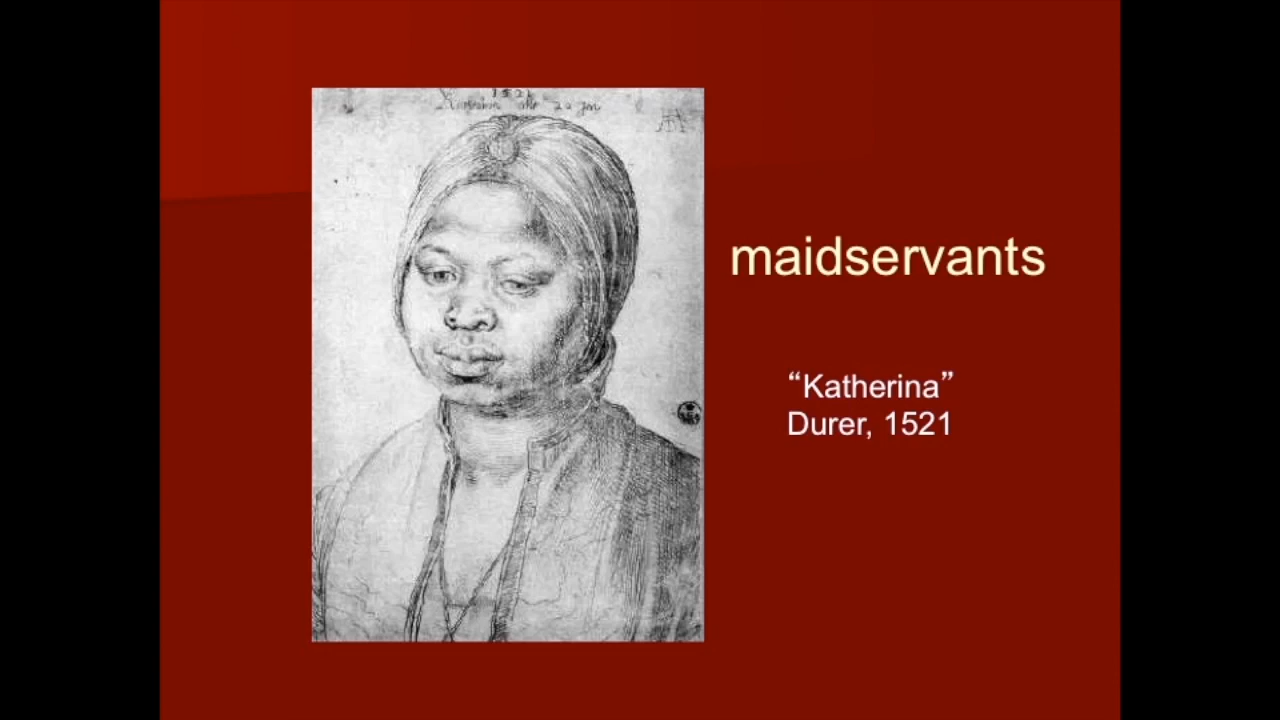 1521
maidservants
“Katherina”
Durer, 1521